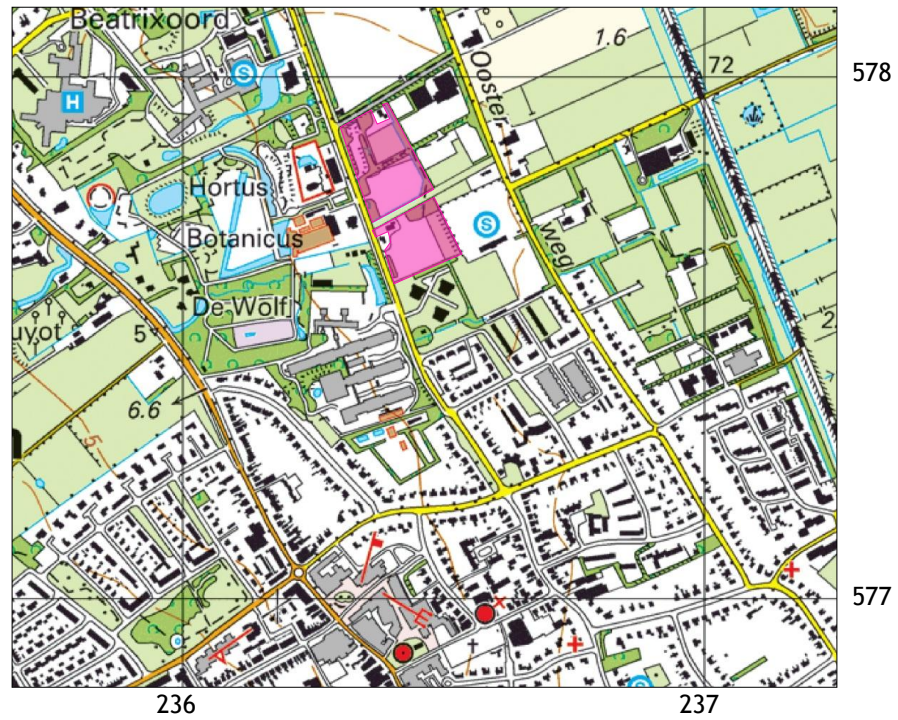 Beatrixoord
S
H
1.6
72
578
Ooster
weg
Hortus
Botanicus
S
De Wolf
uyot
5
2
6.6
5
577
236
237